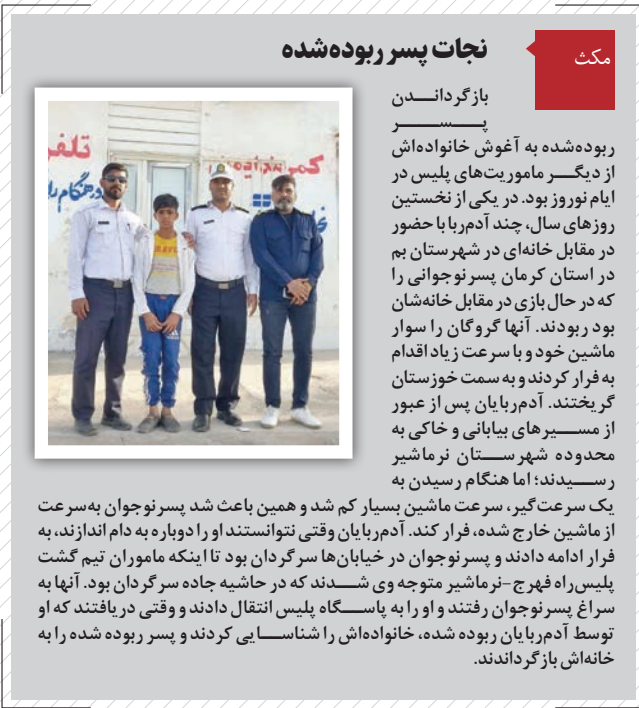 مکث
نجات پسر ربوده‌شده
بازگرداندن
پسر
ربوده‌شده به آغوش خانواده‌اش
از دیگر ماموریت‌های پلیس در
ایام نوروز بود. در یکی از نخستین
روزهای سال، چند آدم‌ربا با حضور
در مقابل خانه‌ای در شهرستان بم
در استان کرمان پسرنوجوانی را
که در حال بازی در مقابل خانه‌شان
بود ربودند. آنها گروگان را سوار
ماشین خود و با سرعت زیاد اقدام
به فرار کردند و به سمت خوزستان
گریختند. آدم‌ربایان پس از عبور
از مسیرهای بیابانی و خاکی به
محدوده شهرستان نرماشیر
رسیدند؛ اما هنگام رسیدن به
یک سرعت‌گیر، سرعت ماشین بسیار کم شد و همین باعث شد پسرنوجوان به‌سرعت
از ماشین خارج شده، فرار کند. آدم‌ربایان وقتی نتوانستند او را دوباره به دام اندازند، به
فرار ادامه دادند و پسرنوجوان در خیابان‌ها سرگردان بود تا اینکه ماموران تیم گشت
پلیس‌راه فهرج-نرماشیر متوجه وی شدند که در حاشیه جاده سرگردان بود. آنها به
سراغ پسرنوجوان رفتند و او را به پاسگاه پلیس انتقال دادند و وقتی دریافتند که او
توسط آدم‌ربایان ربوده شده، خانواده‌اش را شناسایی کردند و پسر ربوده شده را به
خانه‌اش بازگرداندند.
تلف
کمر
هنگام را